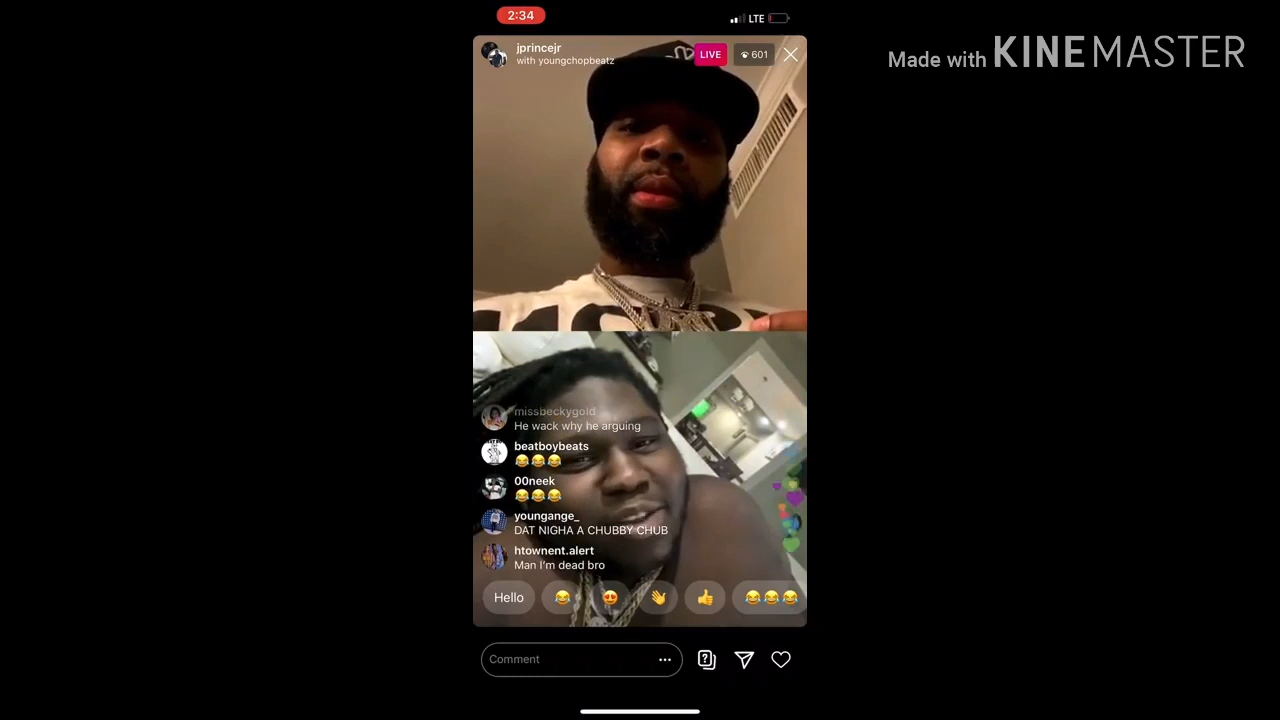 2:34
LTE
Made with KINEMASTER
jprincejr
with youngchopbeatz
LIVE
601
missbeckygold
He wack why he arguing
beatboybeats
😂😂😂
00neek
😂😂😂
youngange_
DAT NIGHA A CHUBBY CHUB
htownent.alert
Man I'm dead bro
Hello 😂 😍 👋 👍 😂😂😂
Comment